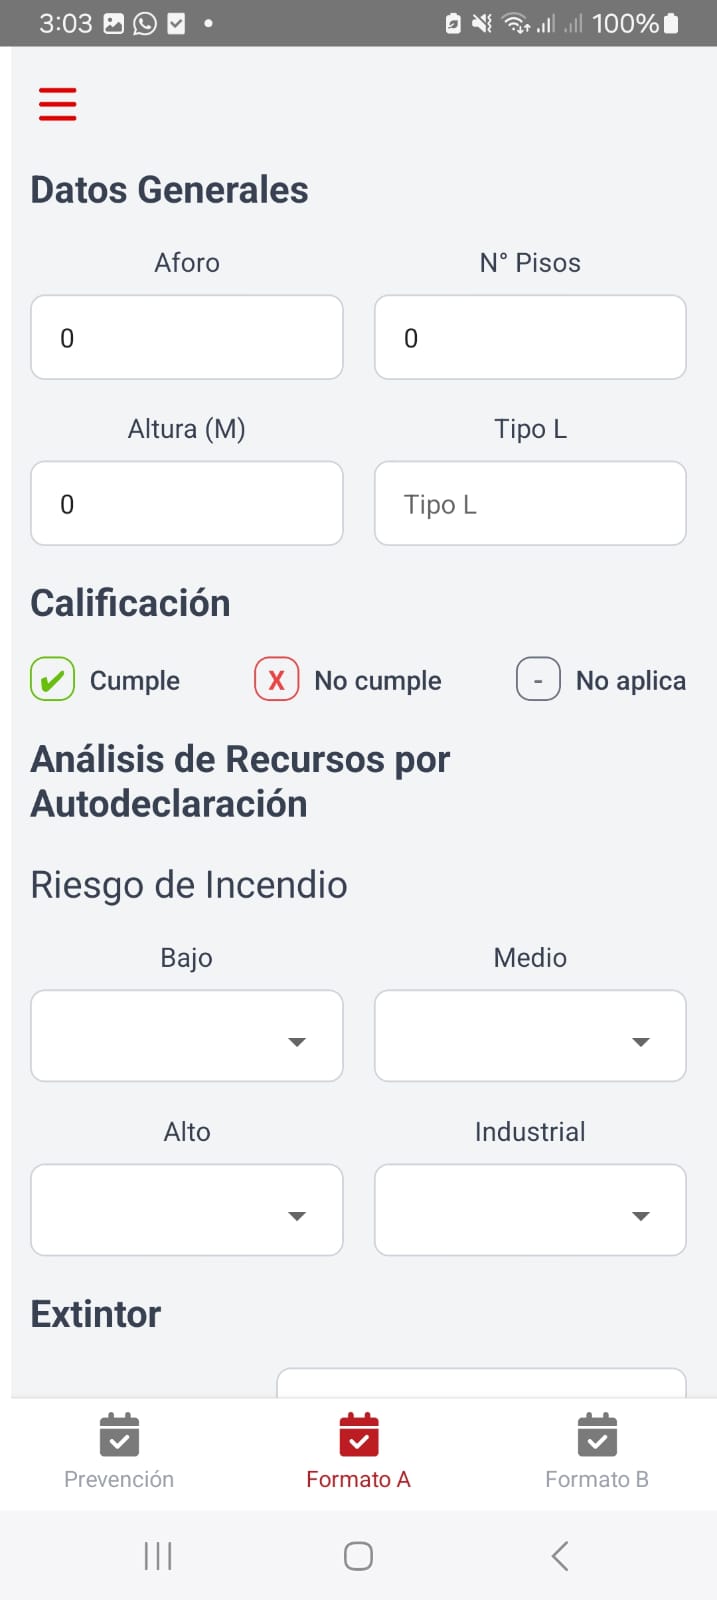 3:03
100%
Datos Generales
Aforo
N° Pisos
0
0
Altura (M)
Tipo L
0
Tipo L
Calificación
Cumple
X No cumple
- No aplica
Análisis de Recursos por
Autodeclaración
Riesgo de Incendio
Bajo
Medio
Alto
Industrial
Extintor
Prevención
Formato A
Formato B